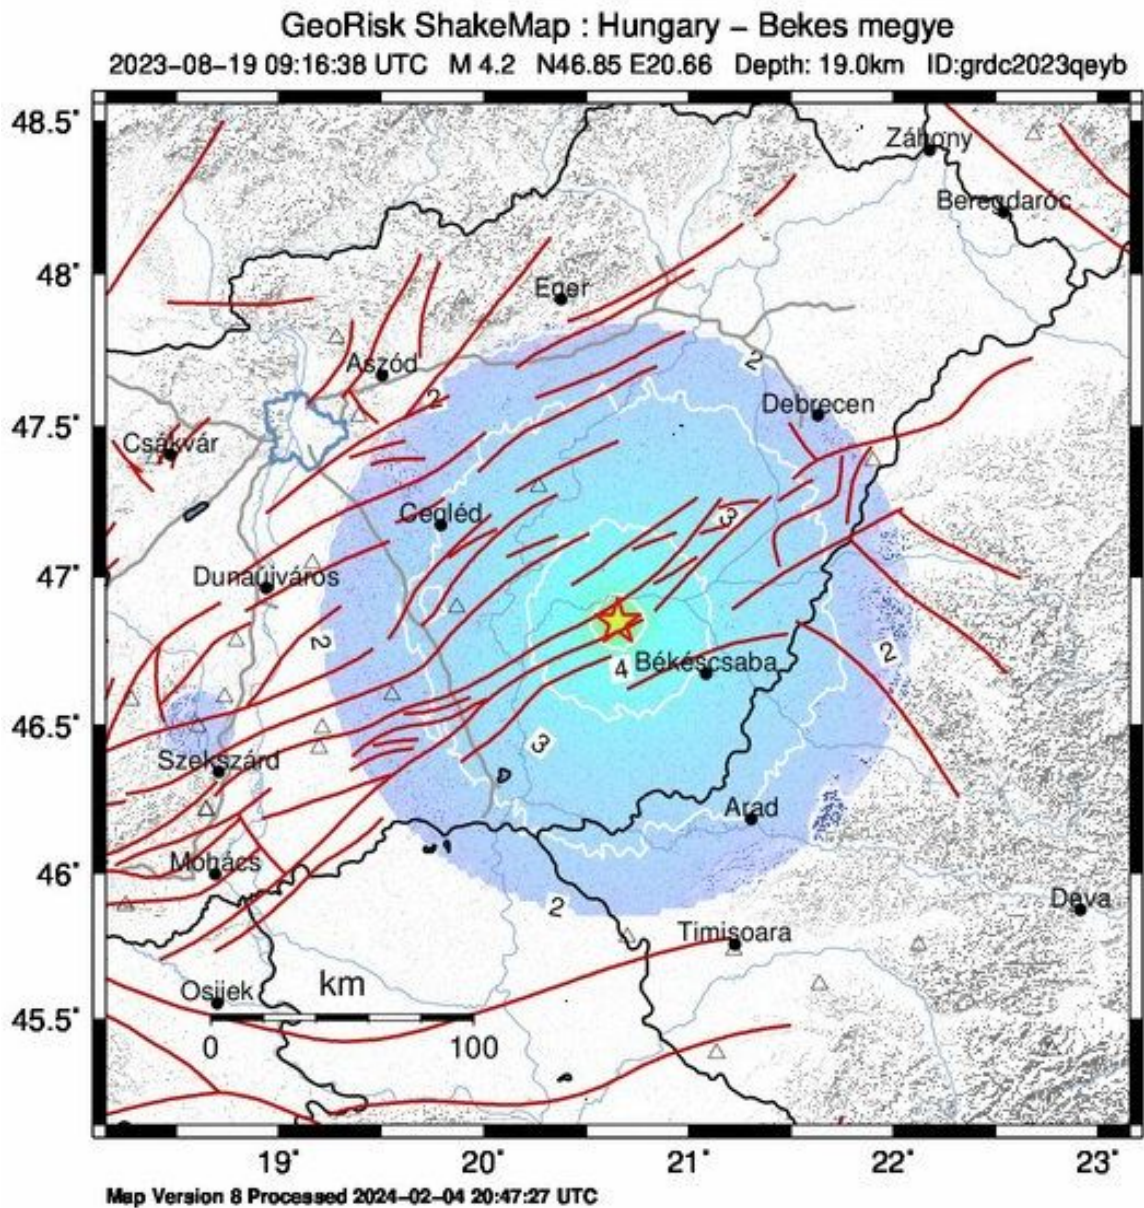 GeoRisk ShakeMap : Hungary – Bekes megye
2023–08–19 09:16:38 UTC M 4.2 N46.85 E20.66 Depth: 19.0km ID:grdc2023qeyb
48.5°
Záhony
Beregdaróc
48°
Eger
Aszód
2
2
47.5°
Debrecen
Csákvár
Cegléd
3
47°
Dunaújváros
2
4
Békéscsaba
2
46.5°
3
Szekszárd
Arad
46°
Mohács
2
Deva
Timisoara
Osijek
km
45.5°
0
100
19°
20°
21°
22°
23°
Map Version 8 Processed 2024–02–04 20:47:27 UTC